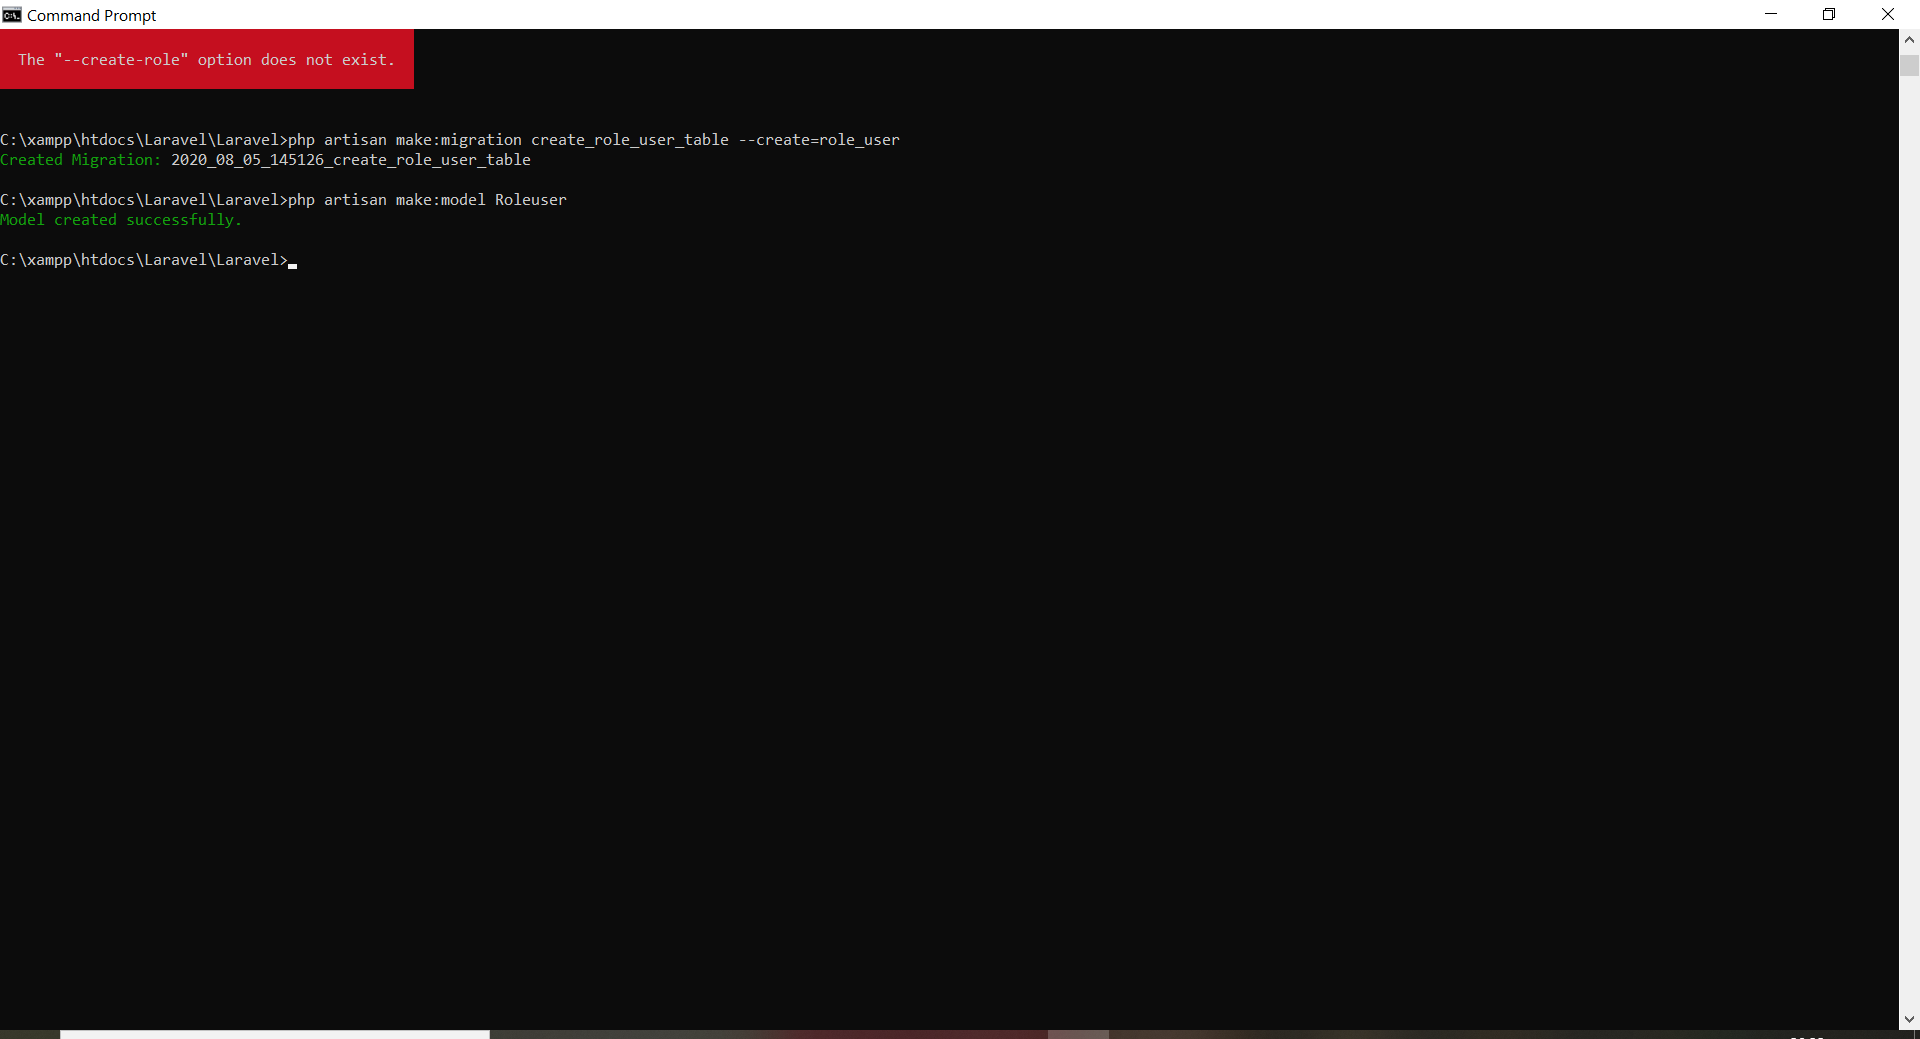 Command Prompt
The "--create-role" option does not exist.
C:\xampp\htdocs\Laravel\Laravel>php artisan make:migration create_role_user_table --create=role_user
Created Migration: 2020_08_05_145126_create_role_user_table
C:\xampp\htdocs\Laravel\Laravel>php artisan make:model Roleuser
Model created successfully.
C:\xampp\htdocs\Laravel\Laravel>